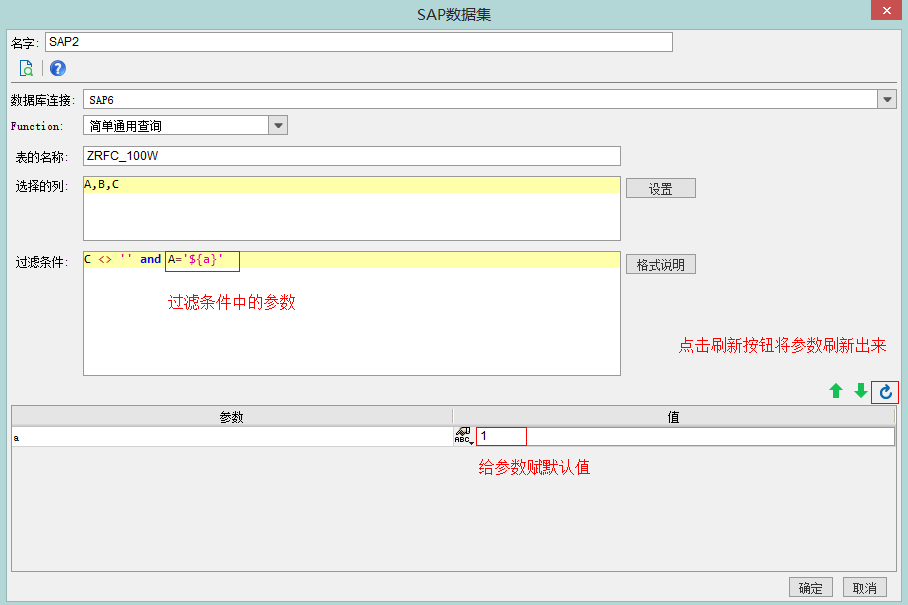 SAP数据集
名字: SAP2
数据库连接: SAP6
Function: 简单通用查询
表的名称: ZRFC_100W
选择的列: A,B,C
设置
过滤条件: C <> '' and A='${a}'
格式说明
过滤条件中的参数
点击刷新按钮将参数刷新出来
参数 值
a ABC 1
给参数赋默认值
确定 取消